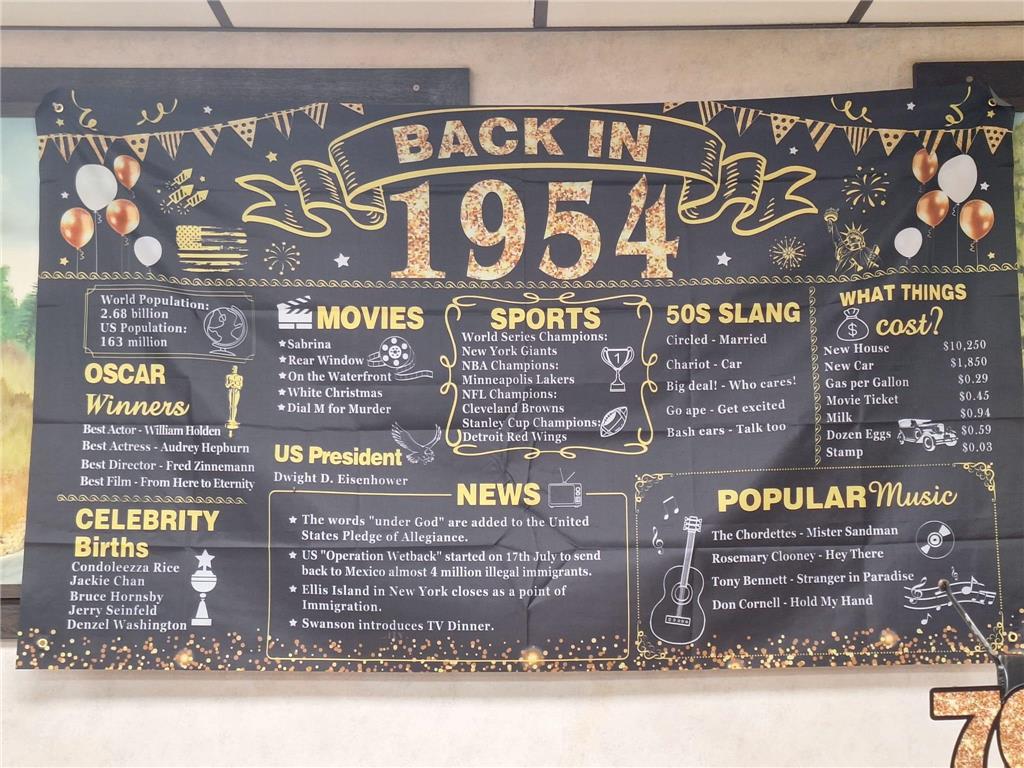 BACK IN
1954
World Population:
2.68 billion
US Population:
163 million
OSCAR
Winners
Best Actor - William Holden
Best Actress - Audrey Hepburn
Best Director - Fred Zinnemann
Best Film - From Here to Eternity
CELEBRITY
Births
Condoleezza Rice
Jackie Chan
Bruce Hornsby
Jerry Seinfeld
Denzel Washington
MOVIES
Sabrina
Rear Window
On the Waterfront
White Christmas
Dial M for Murder
US President
Dwight D. Eisenhower
SPORTS
World Series Champions:
New York Giants
NBA Champions:
Minneapolis Lakers
NFL Champions:
Cleveland Browns
Stanley Cup Champions:
Detroit Red Wings
1
50S SLANG
Circled - Married
Chariot - Car
Big deal! - Who cares!
Go ape - Get excited
Bash ears - Talk too
WHAT THINGS
cost?
$
New House $10,250
New Car $1,850
Gas per Gallon $0.29
Movie Ticket $0.45
Milk $0.94
Dozen Eggs $0.59
Stamp $0.03
NEWS
The words "under God" are added to the United
States Pledge of Allegiance.
US "Operation Wetback" started on 17th July to send
back to Mexico almost 4 million illegal immigrants.
Ellis Island in New York closes as a point of
Immigration.
Swanson introduces TV Dinner.
POPULAR Music
The Chordettes - Mister Sandman
Rosemary Clooney - Hey There
Tony Bennett - Stranger in Paradise
Don Cornell - Hold My Hand
70